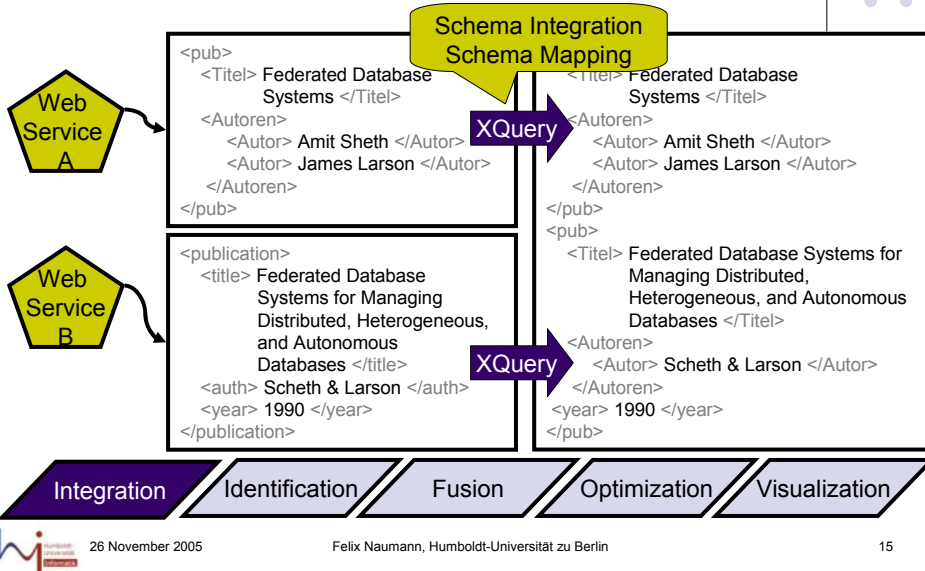 Schema Integration
Schema Mapping
Web
Service
A
<pub>
<Titel> Federated Database
Systems </Titel>
<Autoren>
<Autor> Amit Sheth </Autor>
<Autor> James Larson </Autor>
</Autoren>
</pub>
XQuery
<Titel> Federated Database
Systems </Titel>
<Autoren>
<Autor> Amit Sheth </Autor>
<Autor> James Larson </Autor>
</Autoren>
</pub>
<pub>
<Titel> Federated Database Systems for
Managing Distributed,
Heterogeneous, and Autonomous
Databases </Titel>
<Autoren>
<Autor> Scheth & Larson </Autor>
</Autoren>
<year> 1990 </year>
</pub>
Web
Service
B
<publication>
<title> Federated Database
Systems for Managing
Distributed, Heterogeneous,
and Autonomous
Databases </title>
<auth> Scheth & Larson </auth>
<year> 1990 </year>
</publication>
XQuery
Integration
Identification
Fusion
Optimization
Visualization
Humboldt-
Universität
Informatik
26 November 2005
Felix Naumann, Humboldt-Universität zu Berlin
15